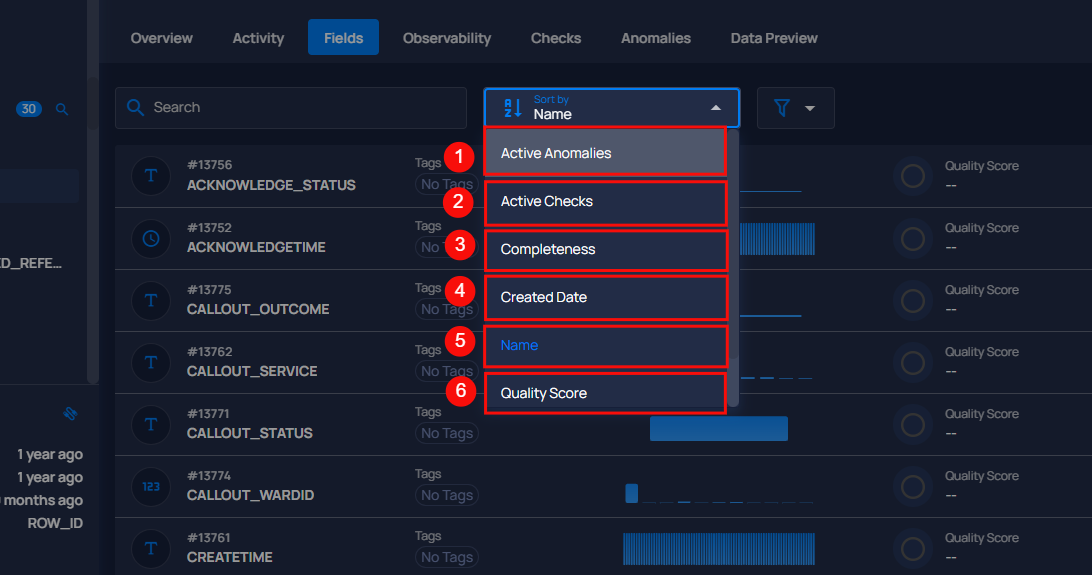 Overview
Activity
Fields
Observability
Checks
Anomalies
Data Preview
30
Search
Sort by
Name
1
Active Anomalies
2
Active Checks
3
Completeness
4
Created Date
5
Name
6
Quality Score
T
#13756
ACKNOWLEDGE_STATUS
Tags
No Tags
Quality Score
--
#13752
ACKNOWLEDGETIME
Tags
No
Quality Score
--
T
#13775
CALLOUT_OUTCOME
Tags
No Tags
Quality Score
--
T
#13762
CALLOUT_SERVICE
Tags
No Tags
Quality Score
--
T
#13771
CALLOUT_STATUS
Tags
No Tags
Quality Score
--
123
#13774
CALLOUT_WARDID
Tags
No Tags
Quality Score
--
T
#13761
CREATETIME
Tags
No Tags
Quality Score
--
D_REFE...
1 year ago
1 year ago
months ago
ROW_ID